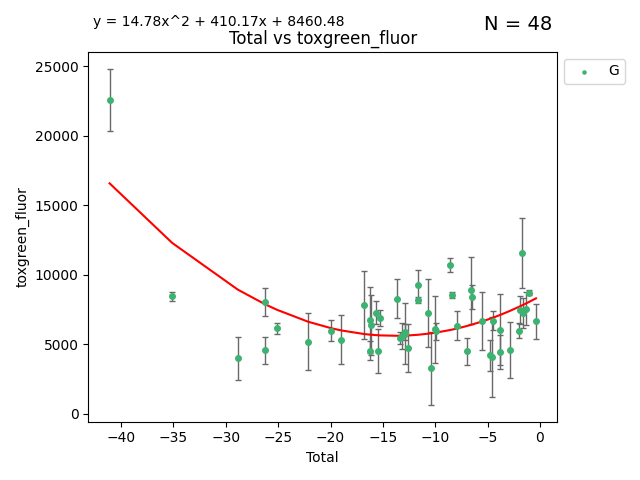 y = 14.78x^2 + 410.17x + 8460.48
N = 48
Total vs toxgreen_fluor
G
25000
20000
15000
10000
5000
0
toxgreen_fluor
−40 −35 −30 −25 −20 −15 −10 −5 0
Total